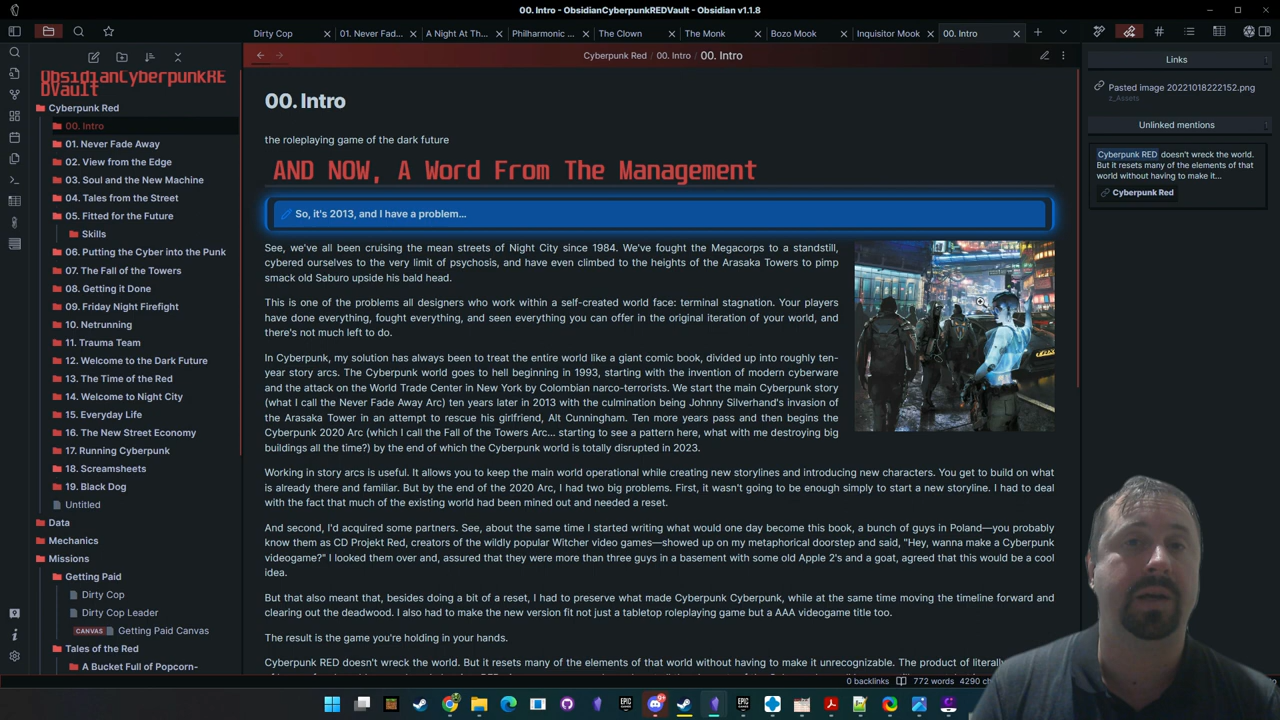 00. Intro - ObsidianCyberpunkREDVault - Obsidian v1.1.8
Dirty Cop
01. Never Fad...
A Night At Th...
Philharmonic ...
The Clown
The Monk
Bozo Mook
Inquisitor Mook
00. Intro
Cyberpunk Red / 00. Intro / 00. Intro
ObsidianCyberpunkRE
DVault
Cyberpunk Red
00. Intro
01. Never Fade Away
02. View from the Edge
03. Soul and the New Machine
04. Tales from the Street
05. Fitted for the Future
Skills
06. Putting the Cyber into the Punk
07. The Fall of the Towers
08. Getting it Done
09. Friday Night Firefight
10. Netrunning
11. Trauma Team
12. Welcome to the Dark Future
13. The Time of the Red
14. Welcome to Night City
15. Everyday Life
16. The New Street Economy
17. Running Cyberpunk
18. Screamsheets
19. Black Dog
Untitled
Data
Mechanics
Missions
Getting Paid
Dirty Cop
Dirty Cop Leader
CANVAS Getting Paid Canvas
Tales of the Red
A Bucket Full of Popcorn-
00. Intro
the roleplaying game of the dark future
AND NOW, A Word From The Management
So, it's 2013, and I have a problem...
See, we've all been cruising the mean streets of Night City since 1984. We've fought the Megacorps to a standstill,
cybered ourselves to the very limit of psychosis, and have even climbed to the heights of the Arasaka Towers to pimp
smack old Saburo upside his bald head.
This is one of the problems all designers who work within a self-created world face: terminal stagnation. Your players
have done everything, fought everything, and seen everything you can offer in the original iteration of your world, and
there's not much left to do.
In Cyberpunk, my solution has always been to treat the entire world like a giant comic book, divided up into roughly ten-
year story arcs. The Cyberpunk world goes to hell beginning in 1993, starting with the invention of modern cyberware
and the attack on the World Trade Center in New York by Colombian narco-terrorists. We start the main Cyberpunk story
(what I call the Never Fade Away Arc) ten years later in 2013 with the culmination being Johnny Silverhand's invasion of
the Arasaka Tower in an attempt to rescue his girlfriend, Alt Cunningham. Ten more years pass and then begins the
Cyberpunk 2020 Arc (which I call the Fall of the Towers Arc... starting to see a pattern here, what with me destroying big
buildings all the time?) by the end of which the Cyberpunk world is totally disrupted in 2023.
Working in story arcs is useful. It allows you to keep the main world operational while creating new storylines and introducing new characters. You get to build on what
is already there and familiar. But by the end of the 2020 Arc, I had two big problems. First, it wasn't going to be enough simply to start a new storyline. I had to deal
with the fact that much of the existing world had been mined out and needed a reset.
And second, I'd acquired some partners. See, about the same time I started writing what would one day become this book, a bunch of guys in Poland—you probably
know them as CD Projekt Red, creators of the wildly popular Witcher video games—showed up on my metaphorical doorstep and said, "Hey, wanna make a Cyberpunk
videogame?" I looked them over and, assured that they were more than three guys in a basement with some old Apple 2's and a goat, agreed that this would be a cool
idea.
But that also meant that, besides doing a bit of a reset, I had to preserve what made Cyberpunk Cyberpunk, while at the same time moving the timeline forward and
clearing out the deadwood. I also had to make the new version fit not just a tabletop roleplaying game but a AAA videogame title too.
The result is the game you're holding in your hands.
Cyberpunk RED doesn't wreck the world. But it resets many of the elements of that world without having to make it unrecognizable. The product of literally
Links
Pasted image 20221018222152.png
z_Assets
Unlinked mentions
Cyberpunk RED doesn't wreck the world.
But it resets many of the elements of that
world without having to make it...
Cyberpunk Red
0 backlinks
772 words
4290 ch